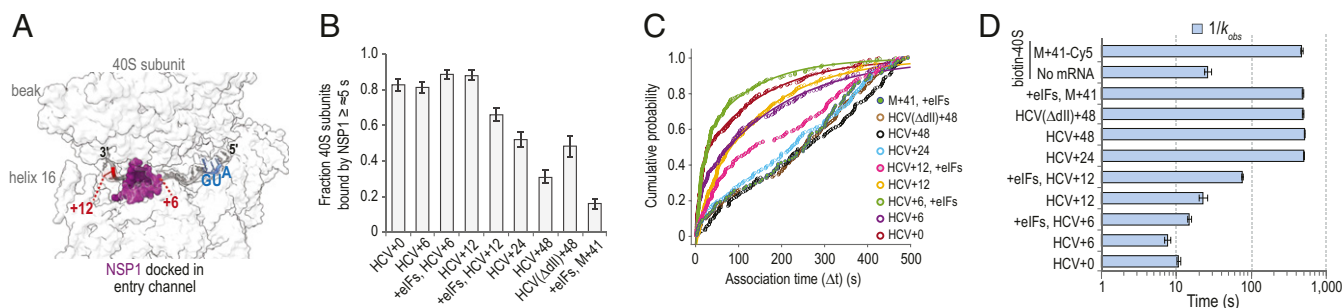 A
40S subunit
beak
3'
5'
helix 16
GUA
+12
+6
NSP1 docked in
entry channel
B
Fraction 40S subunits
bound by NSP1 ≥ ≈5 s
1.0
0.8
0.6
0.4
0.2
0
HCV+0
HCV+6
+eIFs, HCV+6
HCV+12
+eIFs, HCV+12
HCV+24
HCV+48
HCV(ΔdII)+48
+eIFs, M+41
C
Cumulative probability
1.0
0.8
0.6
0.4
0.2
0
M+41, +eIFs
HCV(ΔdII)+48
HCV+48
HCV+24
HCV+12, +eIFs
HCV+12
HCV+6, +eIFs
HCV+6
HCV+0
0 100 200 300 400 500
Association time (Δt) (s)
D
1/kobs
biotin-40S
M+41-Cy5
No mRNA
+eIFs, M+41
HCV(ΔdII)+48
HCV+48
HCV+24
+eIFs, HCV+12
HCV+12
+eIFs, HCV+6
HCV+6
HCV+0
1 10 100 1,000
Time (s)